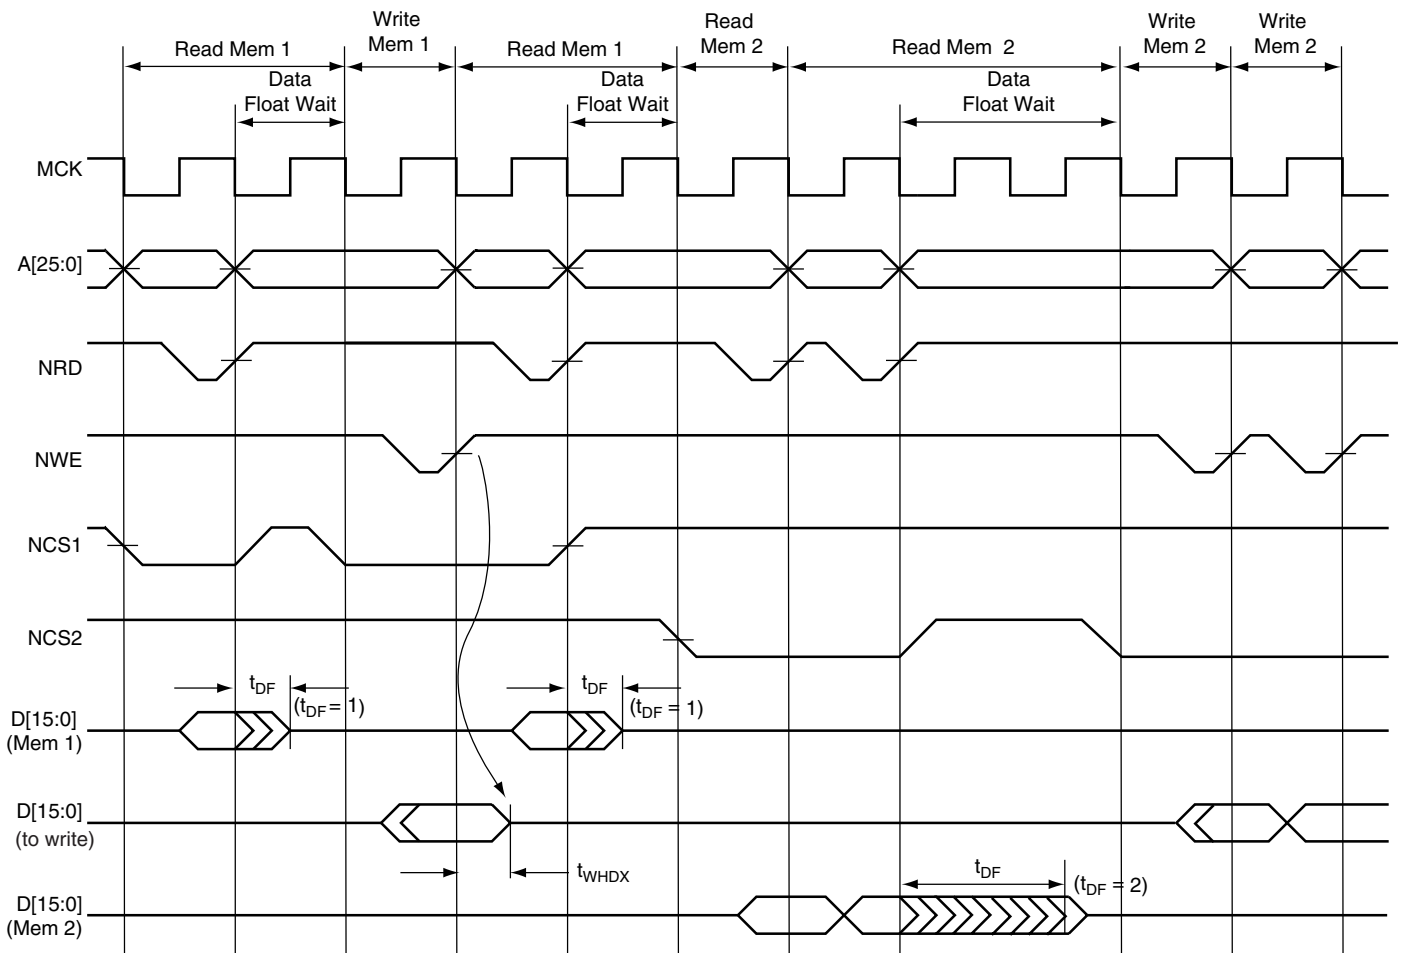 Write Mem 1
Read Mem 2
Write Mem 2
Write Mem 2
Read Mem 1
Read Mem 1
Read Mem 2
Data Float Wait
Data Float Wait
Data Float Wait
MCK
A[25:0]
NRD
NWE
NCS1
NCS2
tDF
(tDF = 1)
tDF
(tDF = 1)
D[15:0]
(Mem 1)
D[15:0]
(to write)
tWHDX
tDF
(tDF = 2)
D[15:0]
(Mem 2)